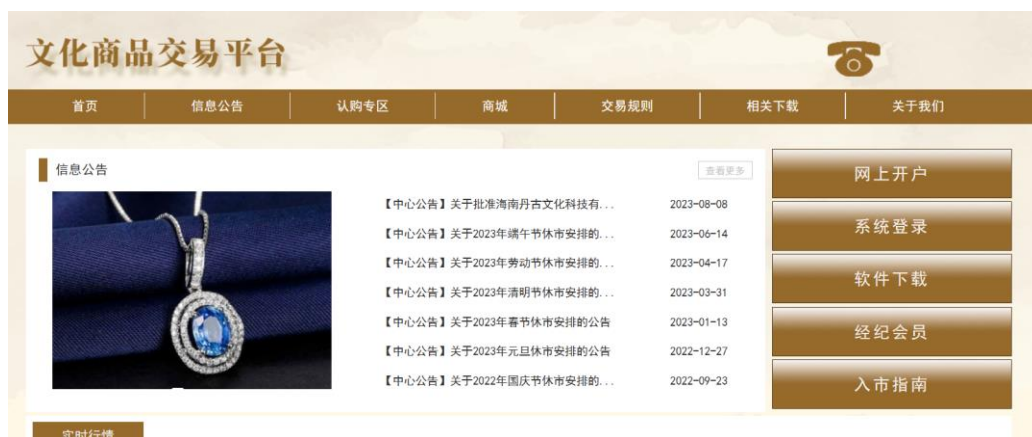 文化商品交易平台
首页 信息公告 认购专区 商城 交易规则 相关下载 关于我们
信息公告 查看更多
【中心公告】关于批准海南丹古文化科技有... 2023-08-08
【中心公告】关于2023年端午节休市安排的... 2023-06-14
【中心公告】关于2023年劳动节休市安排的... 2023-04-17
【中心公告】关于2023年清明节休市安排的... 2023-03-31
【中心公告】关于2023年春节休市安排的公告 2023-01-13
【中心公告】关于2023年元旦休市安排的公告 2022-12-27
【中心公告】关于2022年国庆节休市安排的... 2022-09-23
网上开户
系统登录
软件下载
经纪会员
入市指南
实时行情